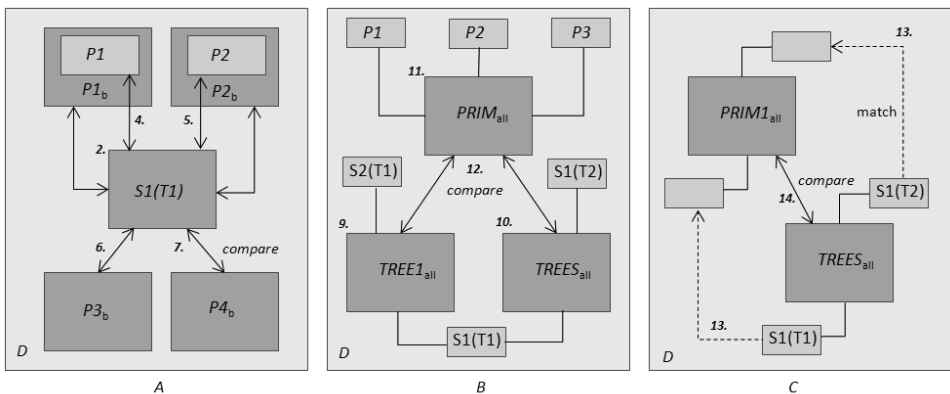 P1
P2
P1b
P2b
4.
5.
2.
S1(T1)
6.
7.
compare
P3b
P4b
D
A
P1
P2
P3
11.
PRIMall
S2(T1)
12.
compare
S1(T2)
9.
10.
TREE1all
TREESall
S1(T1)
D
B
13.
PRIM1all
match
compare
14.
S1(T2)
TREESall
13.
S1(T1)
D
C